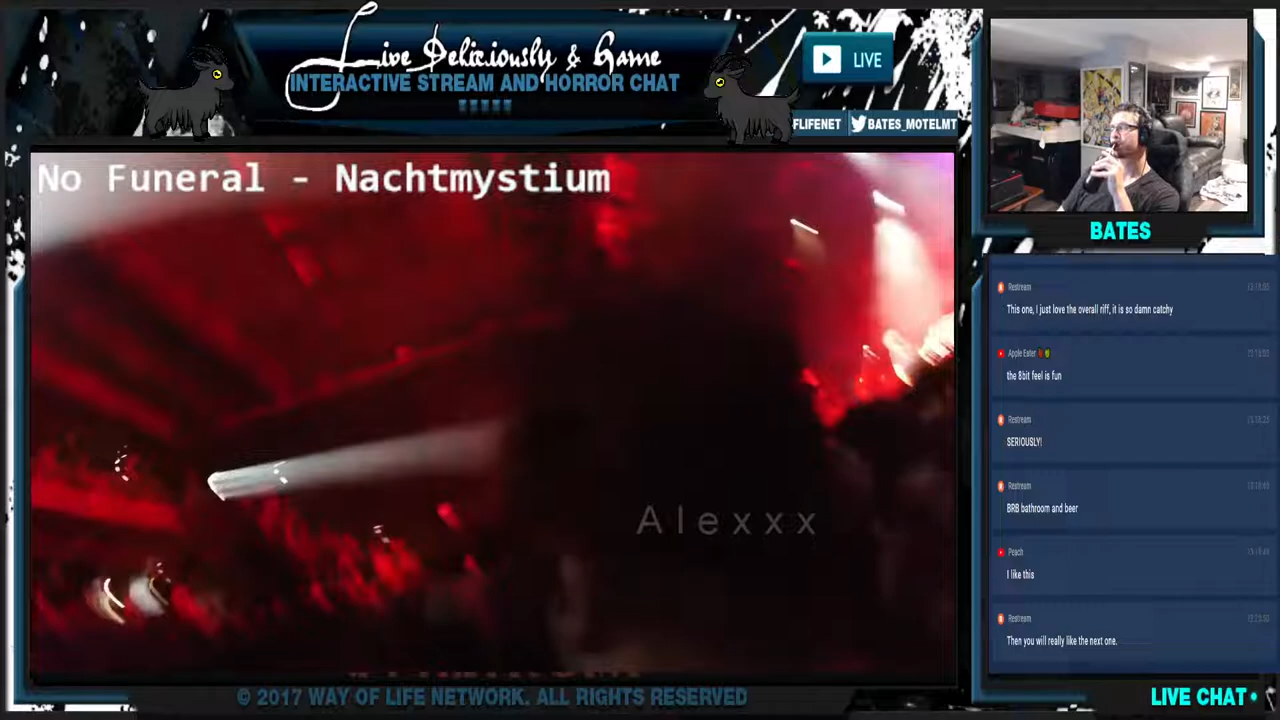 Live Deliciously & Game
INTERACTIVE STREAM AND HORROR CHAT
LIVE
FLIFENET
BATES_MOTELMT
No Funeral - Nachtmystium
Alexxx
BATES
Restream
This one, I just love the overall riff, it is so damn catchy
Apple Eater
the 8bit feel is fun
Restream
SERIOUSLY!
Restream
BRB bathroom and beer
Peach
I like this
Restream
Then you will really like the next one.
© 2017 WAY OF LIFE NETWORK. ALL RIGHTS RESERVED
LIVE CHAT